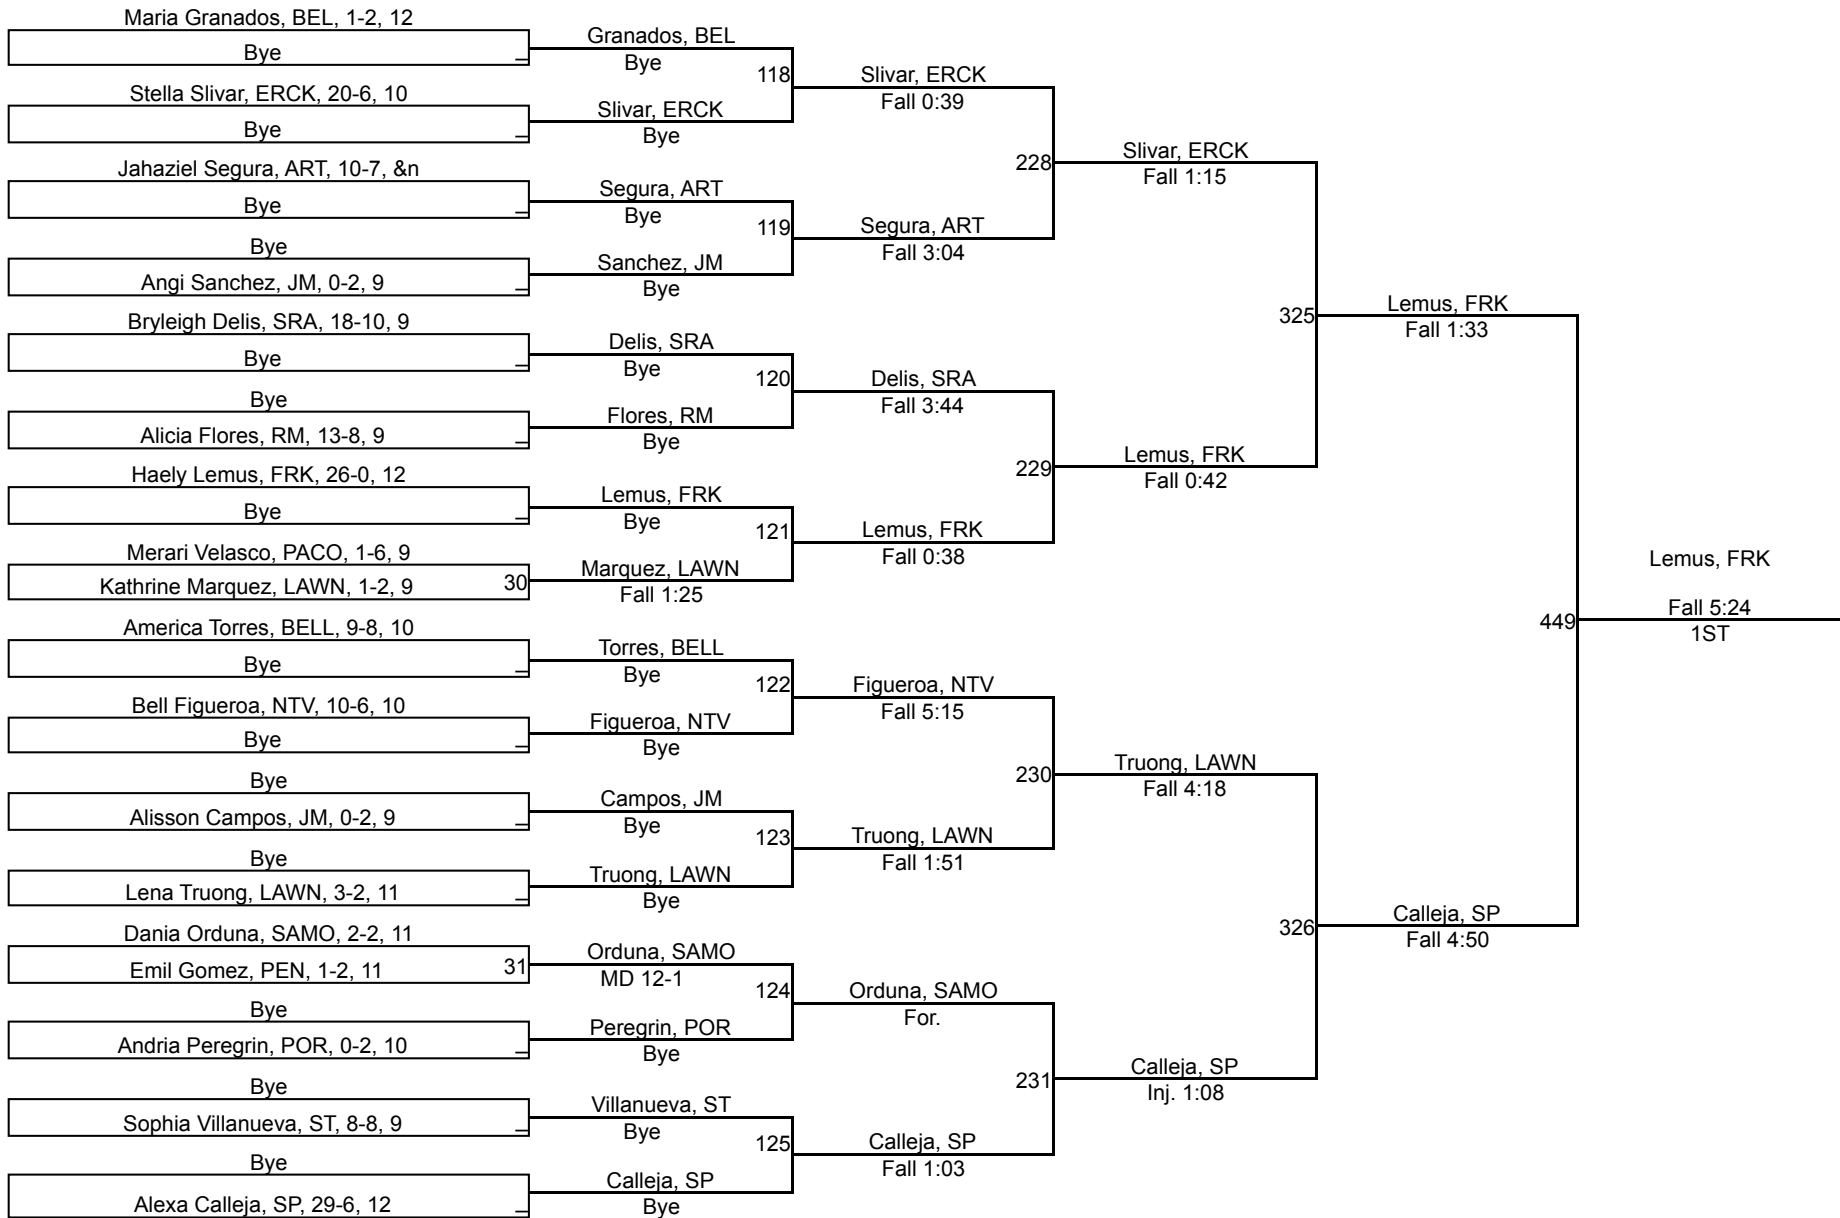 Maria Granados, BEL, 1-2, 12
Bye
Stella Slivar, ERCK, 20-6, 10
Bye
Jahaziel Segura, ART, 10-7, &n
Bye
Bye
Angi Sanchez, JM, 0-2, 9
Bryleigh Delis, SRA, 18-10, 9
Bye
Bye
Alicia Flores, RM, 13-8, 9
Haely Lemus, FRK, 26-0, 12
Bye
Merari Velasco, PACO, 1-6, 9
Kathrine Marquez, LAWN, 1-2, 9
30
America Torres, BELL, 9-8, 10
Bye
Bell Figueroa, NTV, 10-6, 10
Bye
Bye
Alisson Campos, JM, 0-2, 9
Bye
Lena Truong, LAWN, 3-2, 11
Dania Orduna, SAMO, 2-2, 11
Emil Gomez, PEN, 1-2, 11
31
Bye
Andria Peregrin, POR, 0-2, 10
Bye
Sophia Villanueva, ST, 8-8, 9
Bye
Alexa Calleja, SP, 29-6, 12
Granados, BEL
Bye
118
Slivar, ERCK
Bye
Segura, ART
Bye
119
Sanchez, JM
Bye
Delis, SRA
Bye
120
Flores, RM
Bye
Lemus, FRK
Bye
121
Marquez, LAWN
Fall 1:25
Torres, BELL
Bye
122
Figueroa, NTV
Bye
Campos, JM
Bye
123
Truong, LAWN
Bye
Orduna, SAMO
MD 12-1
124
Peregrin, POR
Bye
Villanueva, ST
Bye
125
Calleja, SP
Bye
Slivar, ERCK
Fall 0:39
228
Segura, ART
Fall 3:04
Delis, SRA
Fall 3:44
229
Lemus, FRK
Fall 0:38
Figueroa, NTV
Fall 5:15
230
Truong, LAWN
Fall 1:51
Orduna, SAMO
For.
231
Calleja, SP
Fall 1:03
Slivar, ERCK
Fall 1:15
325
Lemus, FRK
Fall 0:42
Truong, LAWN
Fall 4:18
326
Calleja, SP
Inj. 1:08
Lemus, FRK
Fall 1:33
449
Calleja, SP
Fall 4:50
Lemus, FRK
Fall 5:24
1ST